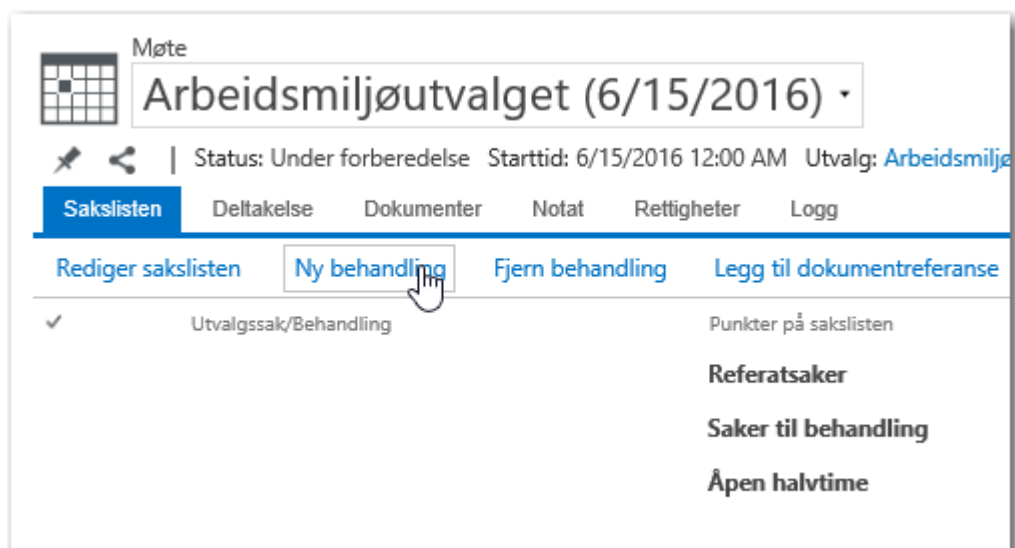 Møte
Arbeidsmiljøutvalget (6/15/2016)
Status: Under forberedelse Starttid: 6/15/2016 12:00 AM Utvalg: Arbeidsmiljø
Sakslisten Deltakelse Dokumenter Notat Rettigheter Logg
Rediger sakslisten Ny behandling Fjern behandling Legg til dokumentreferanse
Utvalgssak/Behandling Punkter på sakslisten
Referatsaker
Saker til behandling
Åpen halvtime